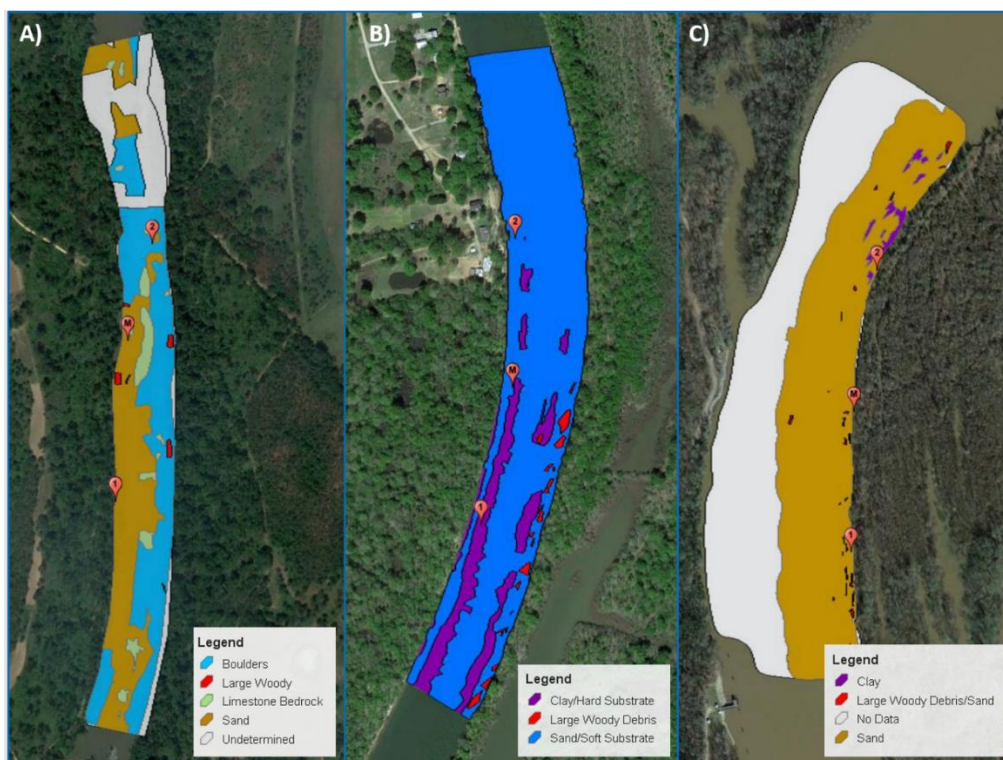 A)
2
M
1
Legend
Boulders
Large Woody
Limestone Bedrock
Sand
Undetermined
B)
2
M
1
Legend
Clay/Hard Substrate
Large Woody Debris
Sand/Soft Substrate
C)
2
M
1
Legend
Clay
Large Woody Debris/Sand
No Data
Sand